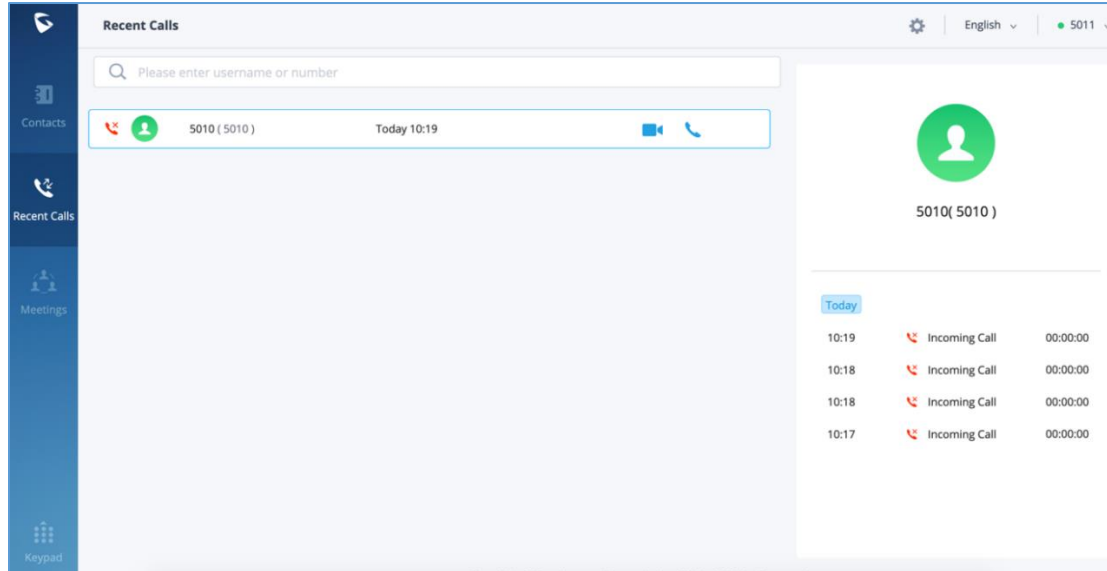 Recent Calls
English
5011
Please enter username or number
Contacts
5010 ( 5010 )
Today 10:19
Recent Calls
Meetings
Keypad
5010( 5010 )
Today
10:19 Incoming Call 00:00:00
10:18 Incoming Call 00:00:00
10:18 Incoming Call 00:00:00
10:17 Incoming Call 00:00:00